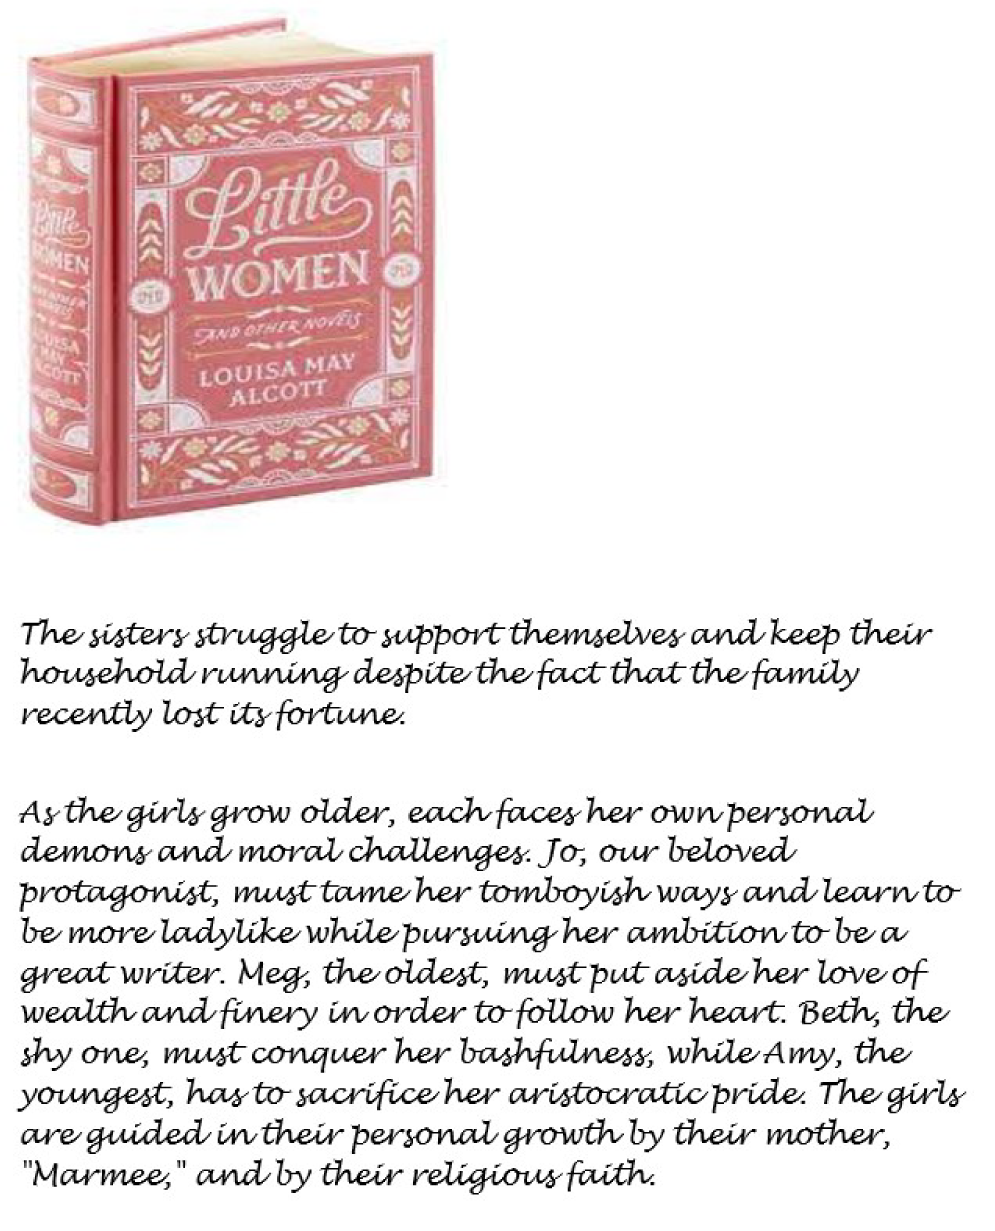 Little
WOMEN
AND OTHER NOVELS
LOUISA MAY
ALCOTT
Little
WOMEN
LOUISA
MAY
ALCOTT
The sisters struggle to support themselves and keep their
household running despite the fact that the family
recently lost its fortune.
As the girls grow older, each faces her own personal
demons and moral challenges. Jo, our beloved
protagonist, must tame her tomboyish ways and learn to
be more ladylike while pursuing her ambition to be a
great writer. Meg, the oldest, must put aside her love of
wealth and finery in order to follow her heart. Beth, the
shy one, must conquer her bashfulness, while Amy, the
youngest, has to sacrifice her aristocratic pride. The girls
are guided in their personal growth by their mother,
"Marmee," and by their religious faith.